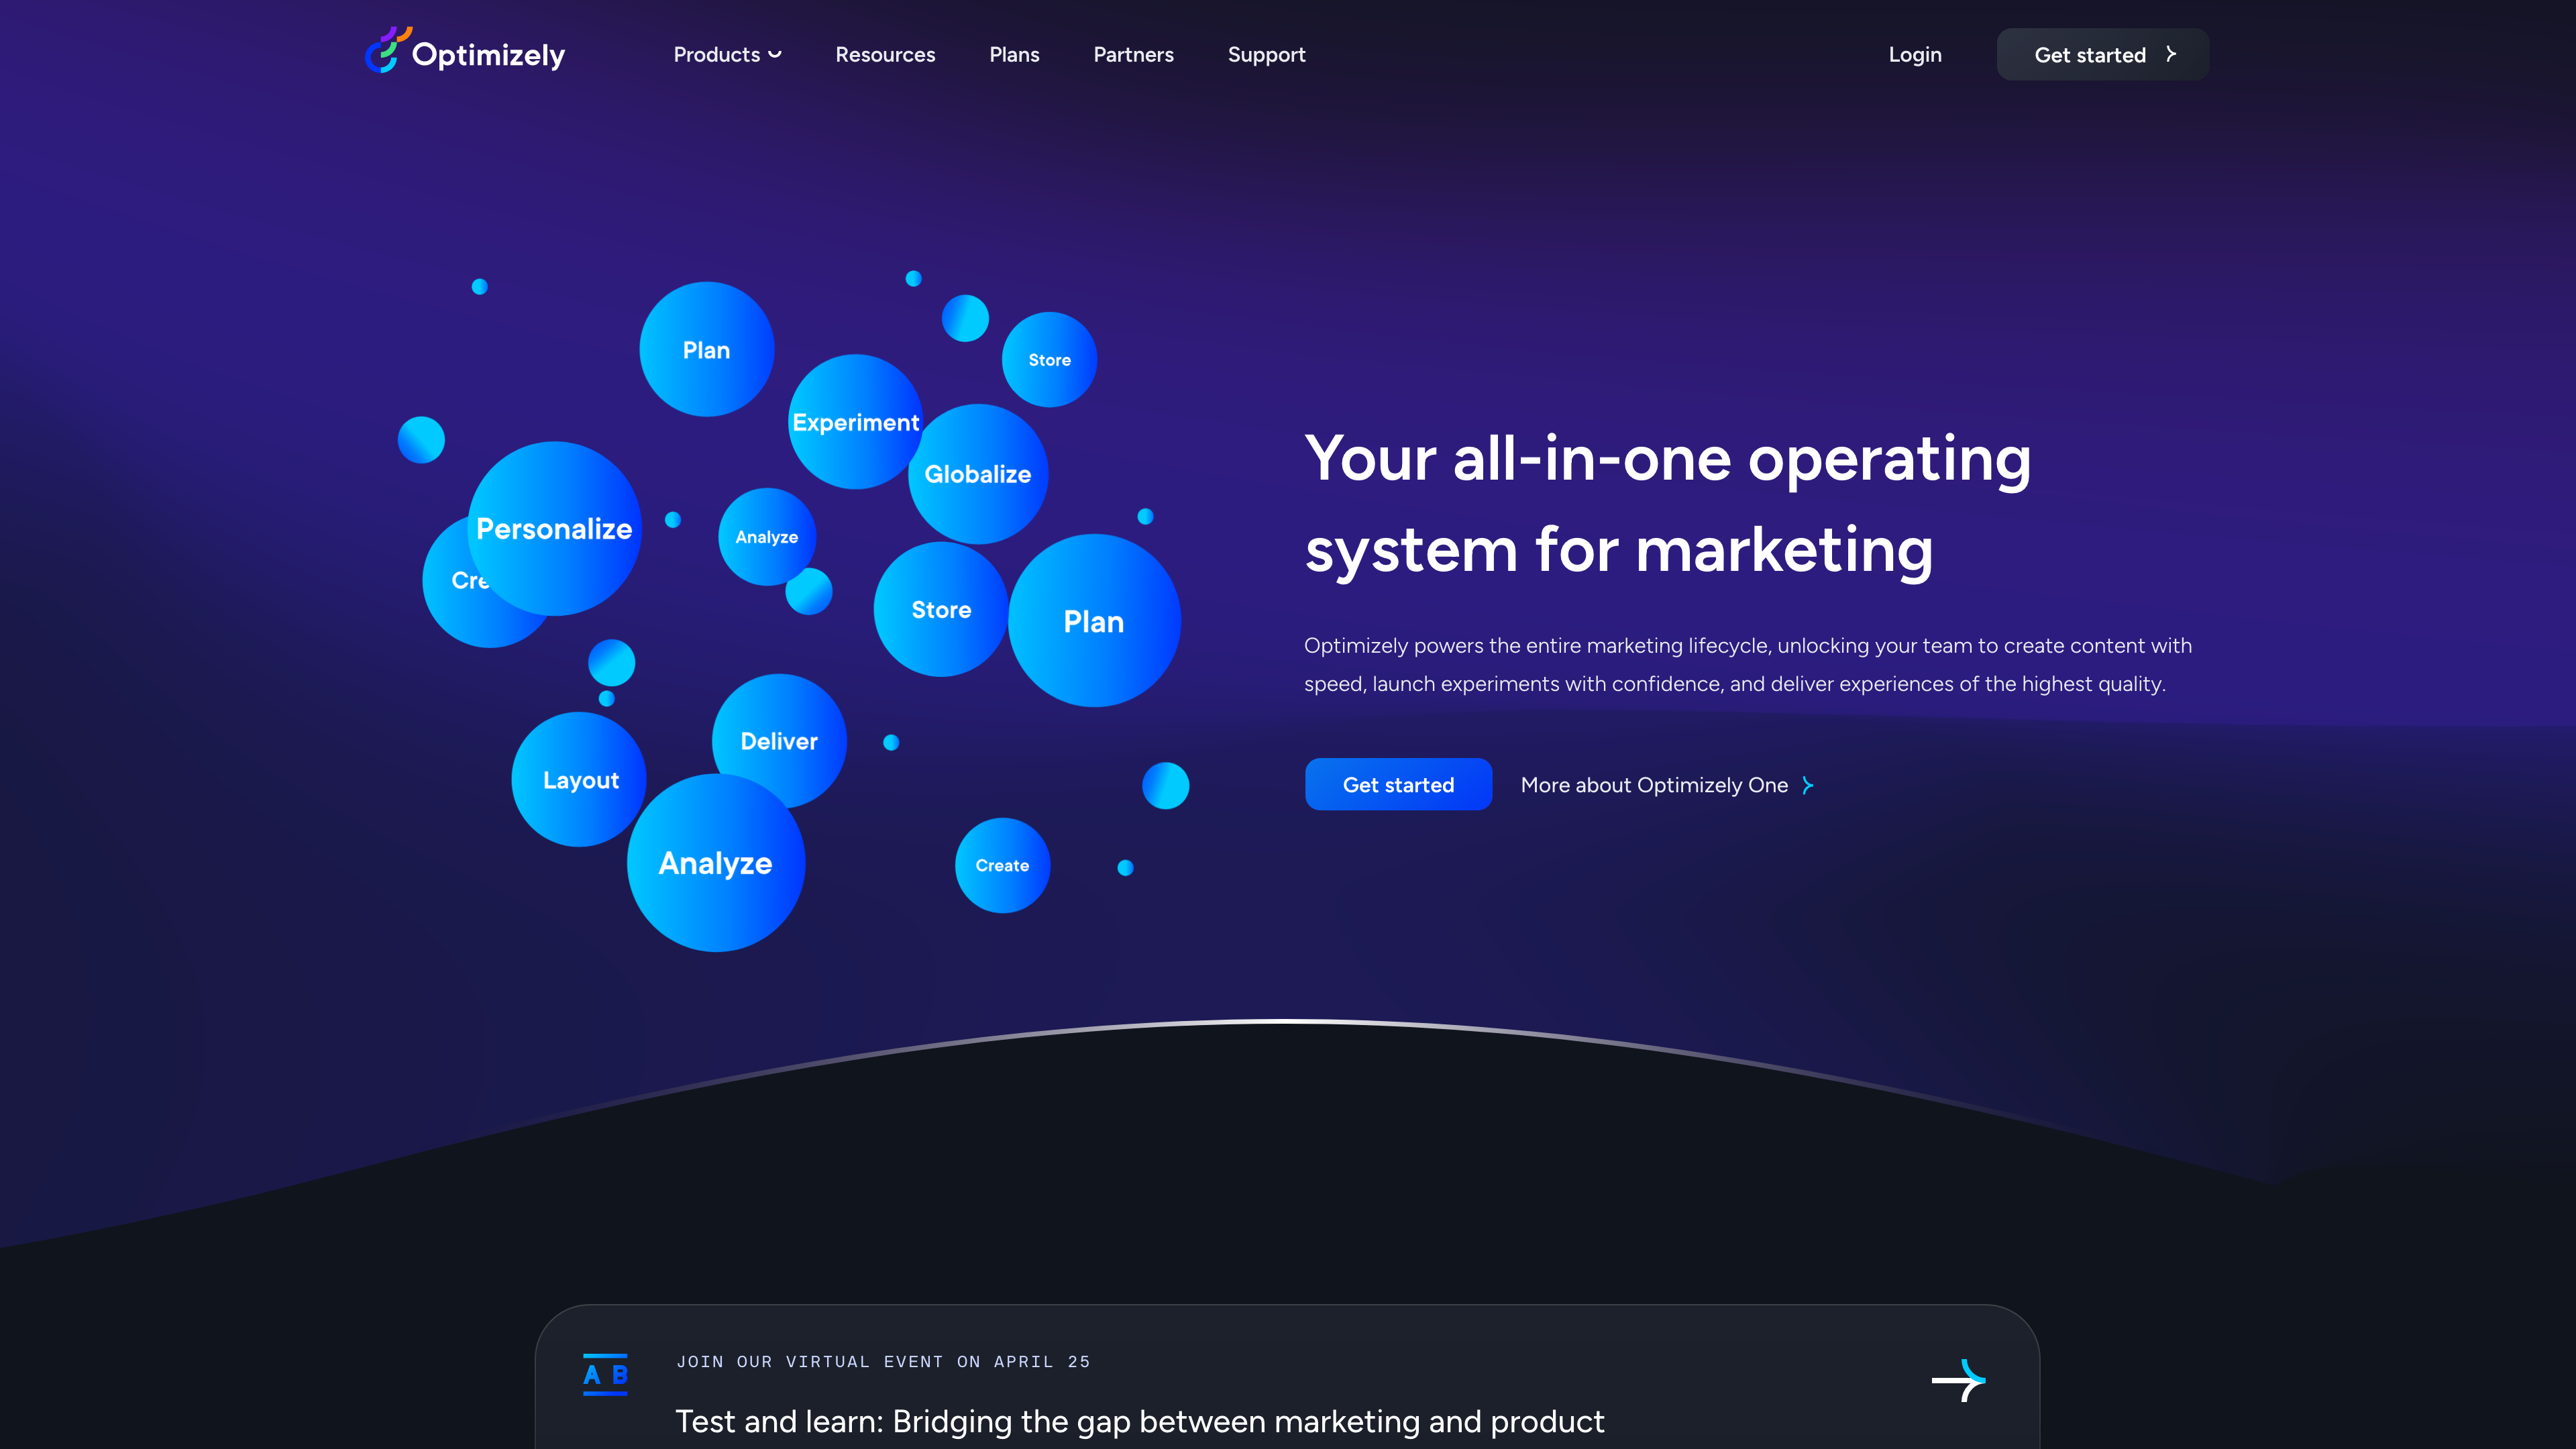 Optimizely
Products
Resources
Plans
Partners
Support
Login
Get started
Plan
Store
Experiment
Globalize
Personalize
Cre
Analyze
Store
Plan
Deliver
Layout
Analyze
Create
Your all-in-one operating
system for marketing
Optimizely powers the entire marketing lifecycle, unlocking your team to create content with
speed, launch experiments with confidence, and deliver experiences of the highest quality.
Get started
More about Optimizely One
A B
JOIN OUR VIRTUAL EVENT ON APRIL 25
Test and learn: Bridging the gap between marketing and product